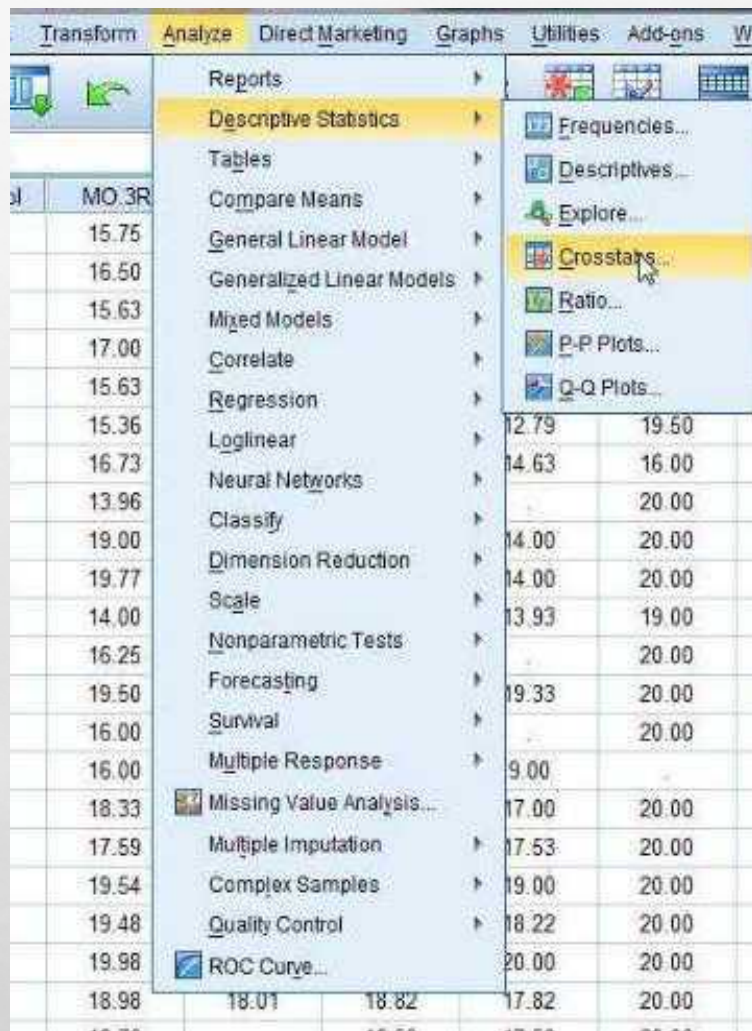 Transform Analyze Direct Marketing Graphs Utilities Add-ons W
Reports
Descriptive Statistics
Tables
Compare Means
General Linear Model
Generalized Linear Models
Mixed Models
Correlate
Regression
Loglinear
Neural Networks
Classify
Dimension Reduction
Scale
Nonparametric Tests
Forecasting
Survival
Multiple Response
Missing Value Analysis...
Multiple Imputation
Complex Samples
Quality Control
ROC Curve...
Frequencies...
Descriptives...
Explore...
Crosstabs...
Ratio...
P-P Plots...
Q-Q Plots...
MO.3R
15.75
16.50
15.63
17.00
15.63
15.36 12.79 19.50
16.73 14.63 16.00
13.96 . 20.00
19.00 14.00 20.00
19.77 14.00 20.00
14.00 13.93 19.00
16.25 . 20.00
19.50 19.33 20.00
16.00 . 20.00
16.00 9.00 .
18.33 17.00 20.00
17.59 17.53 20.00
19.54 19.00 20.00
19.48 18.22 20.00
19.98 20.00 20.00
18.98 18.01 18.82 17.82 20.00